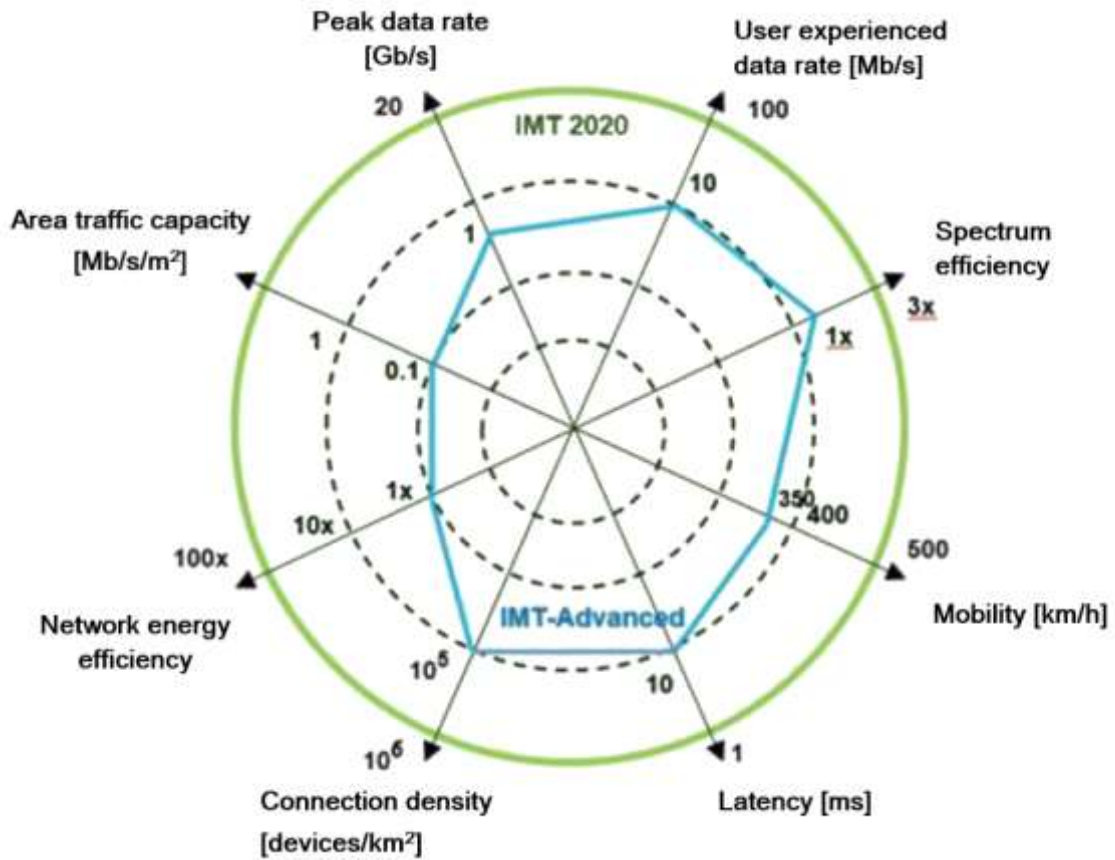 Peak data rate
[Gb/s]
User experienced
data rate [Mb/s]
20
100
IMT 2020
10
Area traffic capacity
[Mb/s/m²]
1
Spectrum
efficiency
3x
1x
1
0.1
1x
10x
100x
350
400
500
Network energy
efficiency
IMT-Advanced
Mobility [km/h]
10⁵
10
10⁶
1
Connection density
[devices/km²]
Latency [ms]